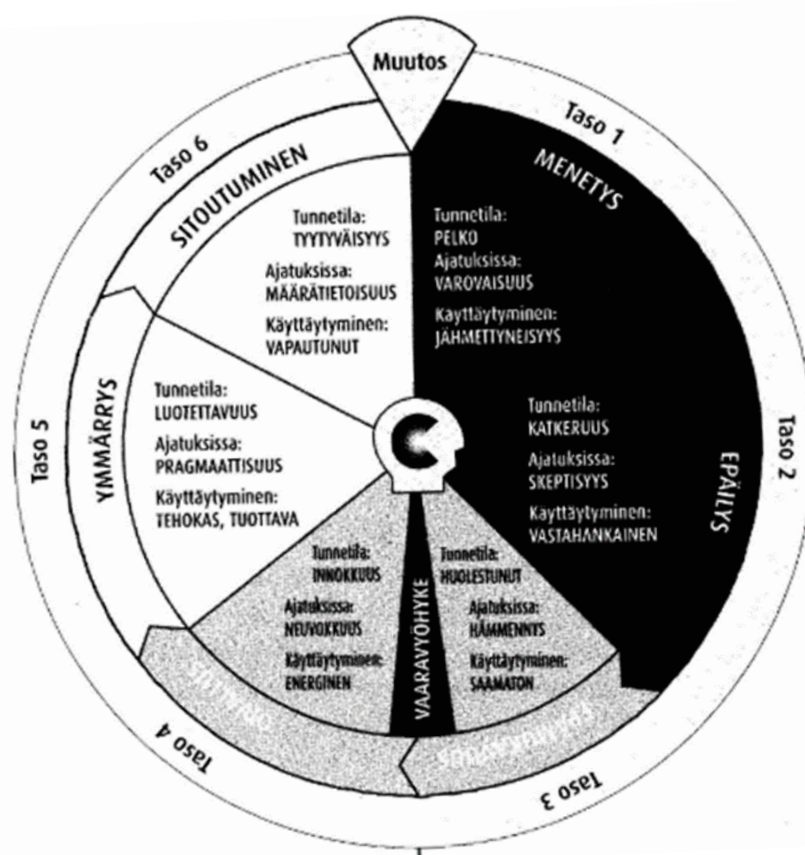 Muutos
Taso 1
MENETYS
Tunnetila:
PELKO
Ajatuksissa:
VAROVAISUUS
Käyttäytyminen:
JÄHMETTYNEISYYS
Taso 2
EPÄILYS
Tunnetila:
KATKERUUS
Ajatuksissa:
SKEPTISYYS
Käyttäytyminen:
VASTAHANKAINEN
Taso 3
EPÄMUKAVUUS
Tunnetila:
HUOLESTUNUT
Ajatuksissa:
HÄMMENNYS
Käyttäytyminen:
SAAMATON
VAARAVYÖHYKE
Taso 4
Tunnetila:
INNOKKUUS
Ajatuksissa:
NEUVOKKUUS
Käyttäytyminen:
ENERGINEN
Taso 5
YMMÄRRYS
Tunnetila:
LUOTETTAVUUS
Ajatuksissa:
PRAGMAATTISUUS
Käyttäytyminen:
TEHOKAS, TUOTTAVA
Taso 6
SITOUTUMINEN
Tunnetila:
TYYTYVÄISYYS
Ajatuksissa:
MÄÄRÄTIETOISUUS
Käyttäytyminen:
VAPAUTUNUT